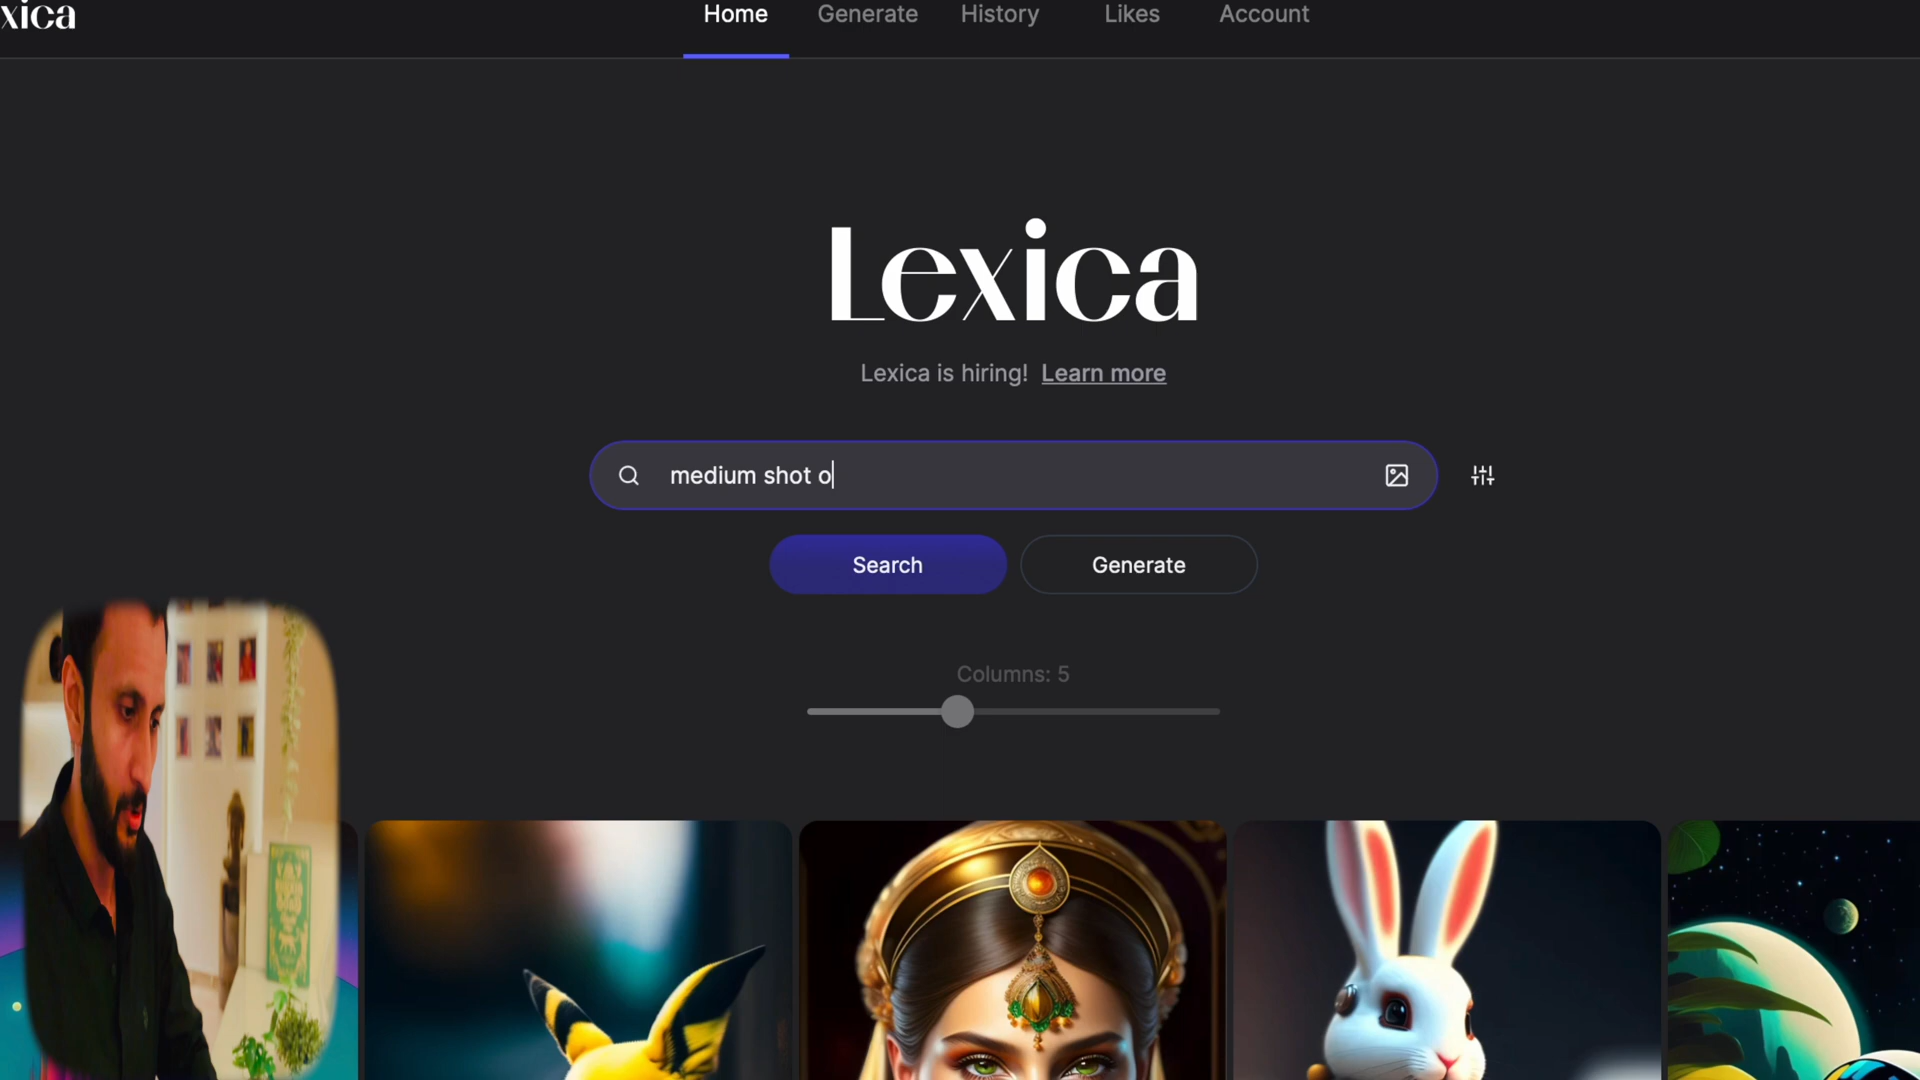 xica
Home Generate History Likes Account
Lexica
Lexica is hiring! Learn more
medium shot o
Search Generate
Columns: 5